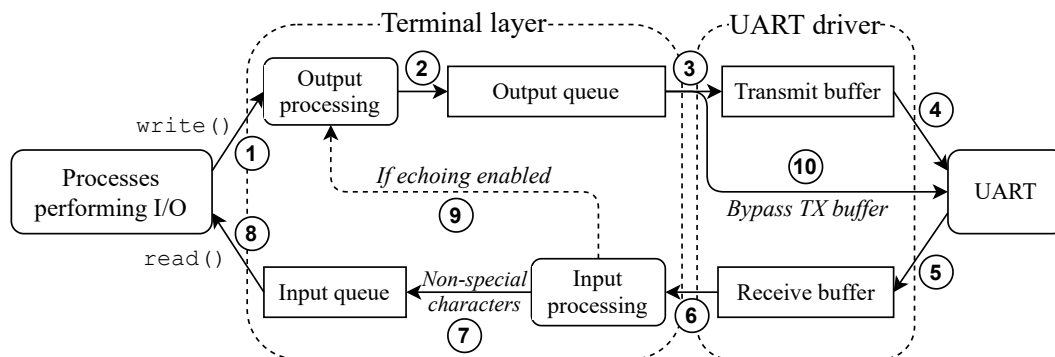 Terminal layer
UART driver
Output
processing
2
Output queue
3
Transmit buffer
4
write()
1
Processes
performing I/O
If echoing enabled
9
10
Bypass TX buffer
UART
8
read()
Input queue
Non-special
characters
7
Input
processing
6
Receive buffer
5